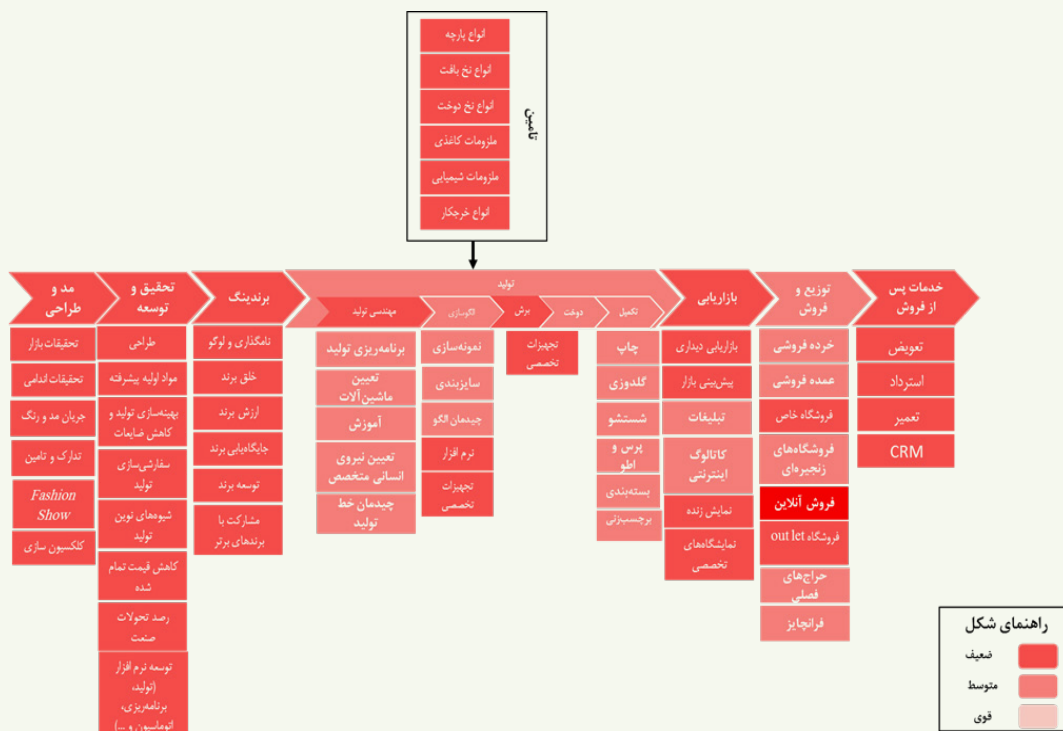 انواع پارچه
انواع نخ بافت
انواع نخ دوخت
ملزومات کاغذی
ملزومات شیمیایی
انواع خرجکار
تامین
مد و
طراحی
تحقیقات بازار
تحقیقات اندامی
جریان مد و رنگ
تدارک و تامین
Fashion
Show
کلکسیون سازی
تحقیق و
توسعه
طراحی
مواد اولیه پیشرفته
بهینه‌سازی تولید و
کاهش ضایعات
سفارشی‌سازی
تولید
شیوه‌های نوین
تولید
کاهش قیمت تمام
شده
رصد تحولات
صنعت
توسعه نرم افزار
(تولید،
برنامه‌ریزی،
اتوماسیون و ...)
برندینگ
نامگذاری و لوگو
خلق برند
ارزش برند
جایگاه‌یابی برند
توسعه برند
مشارکت با
برندهای برتر
تولید
مهندسی تولید
برنامه‌ریزی تولید
تعیین
ماشین‌آلات
آموزش
تعیین نیروی
انسانی متخصص
چیدمان خط
تولید
الگوسازی
نمونه‌سازی
سایزبندی
چیدمان الگو
نرم افزار
تجهیزات
تخصصی
برش
تجهیزات
تخصصی
دوخت
تکمیل
چاپ
گلدوزی
شستشو
پرس و
اطو
بسته‌بندی
برچسب‌زنی
بازاریابی
بازاریابی دیداری
پیش‌بینی بازار
تبلیغات
کاتالوگ
اینترنتی
نمایش زنده
نمایشگاه‌های
تخصصی
توزیع و
فروش
خرده فروشی
عمده فروشی
فروشگاه خاص
فروشگاه‌های
زنجیره‌ای
فروش آنلاین
فروشگاه out let
حراج‌های
فصلی
فرانچایز
خدمات پس
از فروش
تعویض
استرداد
تعمیر
CRM
راهنمای شکل
ضعیف
متوسط
قوی